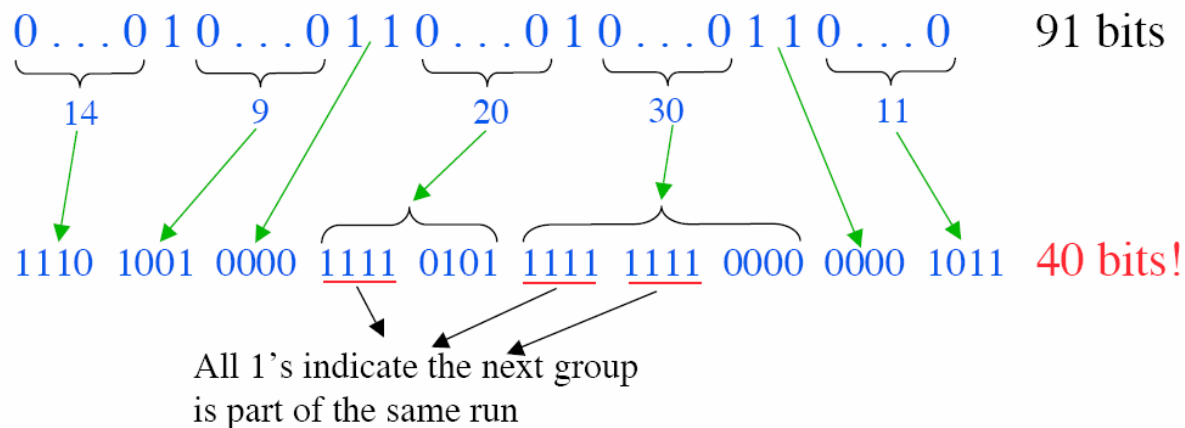 0 . . . 0 1 0 . . . 0 1 1 0 . . . 0 1 0 . . . 0 1 1 0 . . . 0 91 bits
14 9 20 30 11
1110 1001 0000 1111 0101 1111 1111 0000 0000 1011 40 bits!
All 1’s indicate the next group
is part of the same run